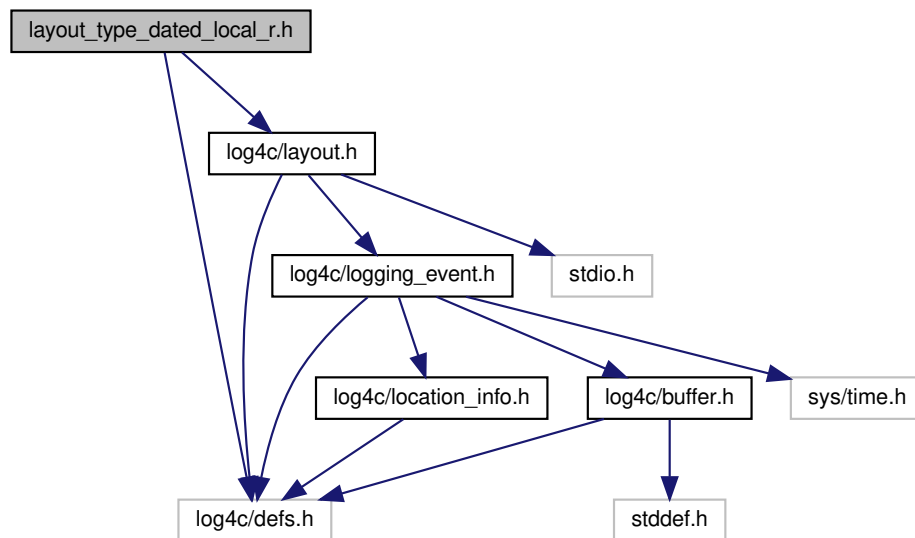 layout_type_dated_local_r.h
log4c/layout.h
log4c/logging_event.h
stdio.h
log4c/location_info.h
log4c/buffer.h
sys/time.h
log4c/defs.h
stddef.h